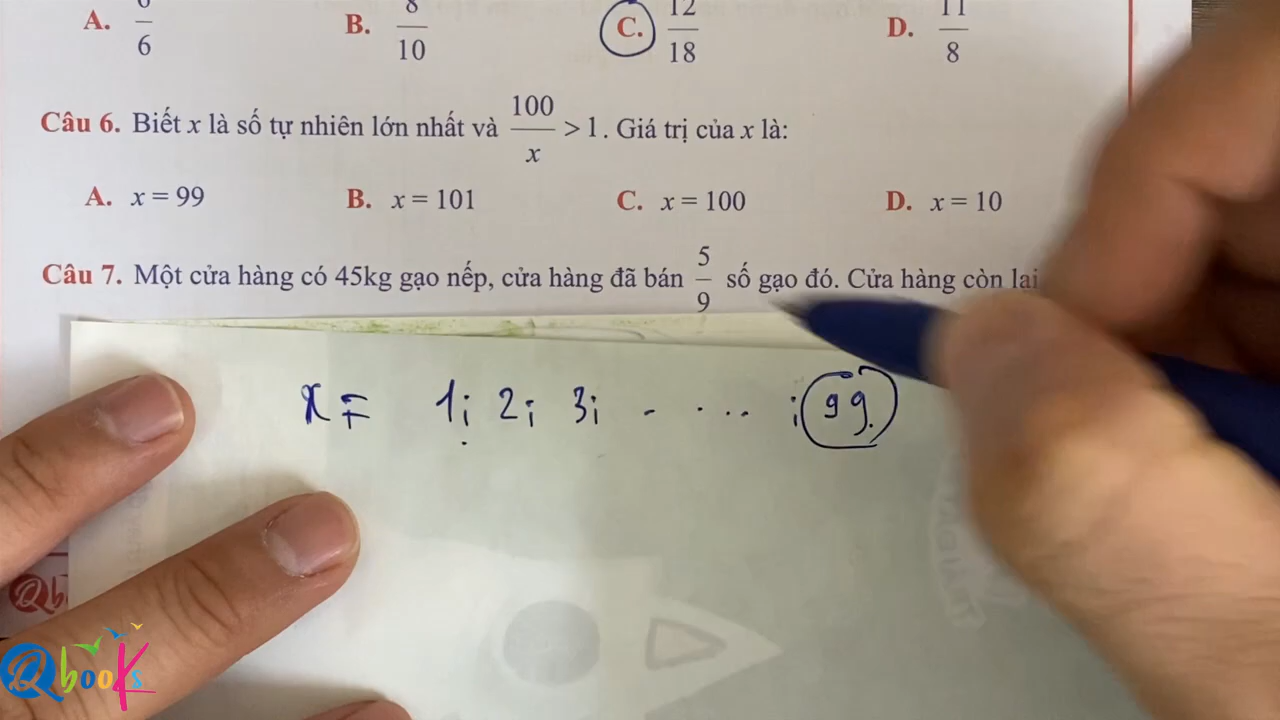 A. 6 B. 8/10 C. 12/18 D. 11/8
Câu 6. Biết x là số tự nhiên lớn nhất và 100/x > 1. Giá trị của x là:
A. x = 99 B. x = 101 C. x = 100 D. x = 10
Câu 7. Một cửa hàng có 45kg gạo nếp, cửa hàng đã bán 5/9 số gạo đó. Cửa hàng còn lại
x = 1; 2; 3; - . . . . ; 99.
Qb
Qbooks